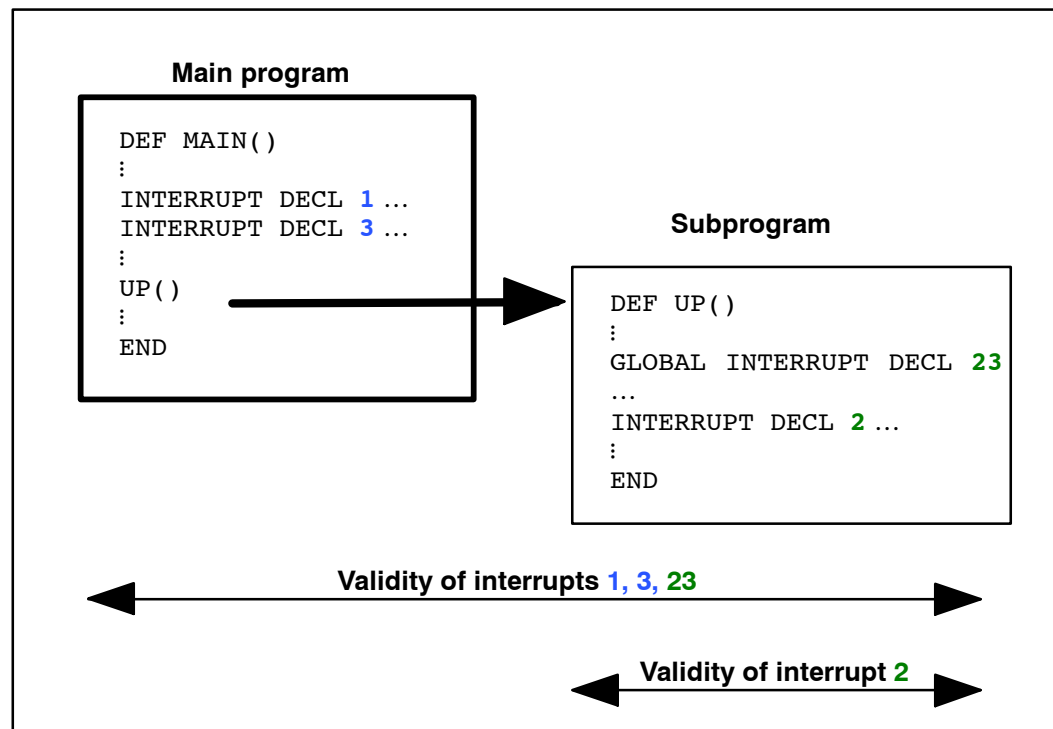 Main program
DEF MAIN()
⋮
INTERRUPT DECL 1 ...
INTERRUPT DECL 3 ...
⋮
UP()
⋮
END
Subprogram
DEF UP()
⋮
GLOBAL INTERRUPT DECL 23
...
INTERRUPT DECL 2 ...
⋮
END
Validity of interrupts 1, 3, 23
Validity of interrupt 2